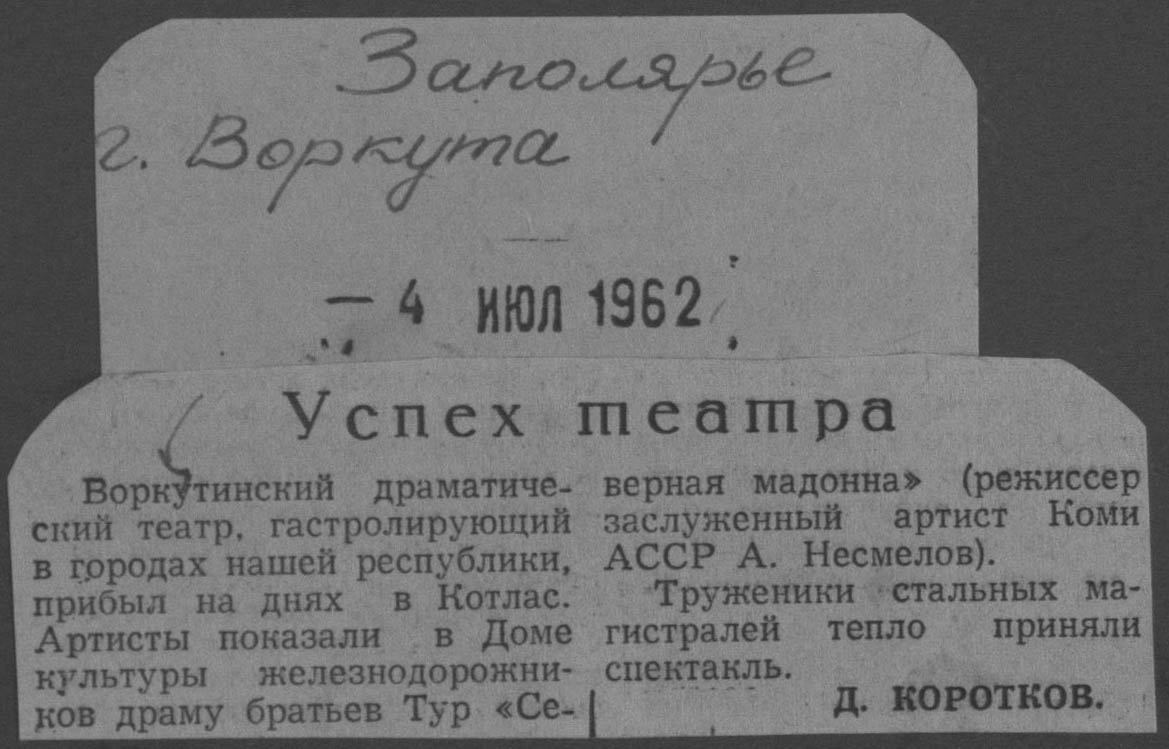 Заполярье
г. Воркута
— 4 ИЮЛ 1962
Успех театра
Воркутинский драматиче-
ский театр, гастролирующий
в городах нашей республики,
прибыл на днях в Котлас.
Артисты показали в Доме
культуры железнодорожни-
ков драму братьев Тур «Се-
верная мадонна» (режиссер
заслуженный артист Коми
АССР А. Несмелов).
Труженики стальных ма-
гистралей тепло приняли
спектакль.
Д. КОРОТКОВ.